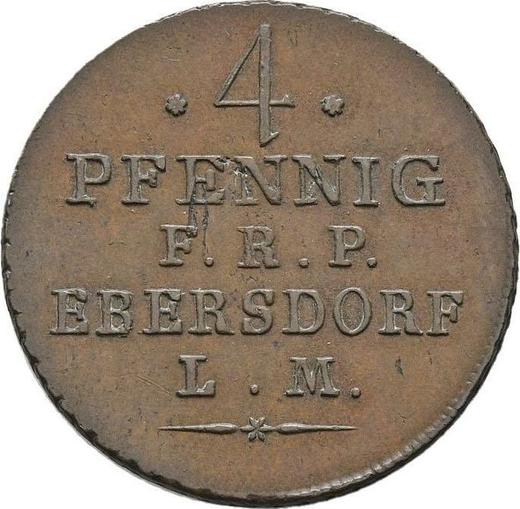 * 4 *
PFENNIG
F. R. P.
EBERSDORF
L. M.